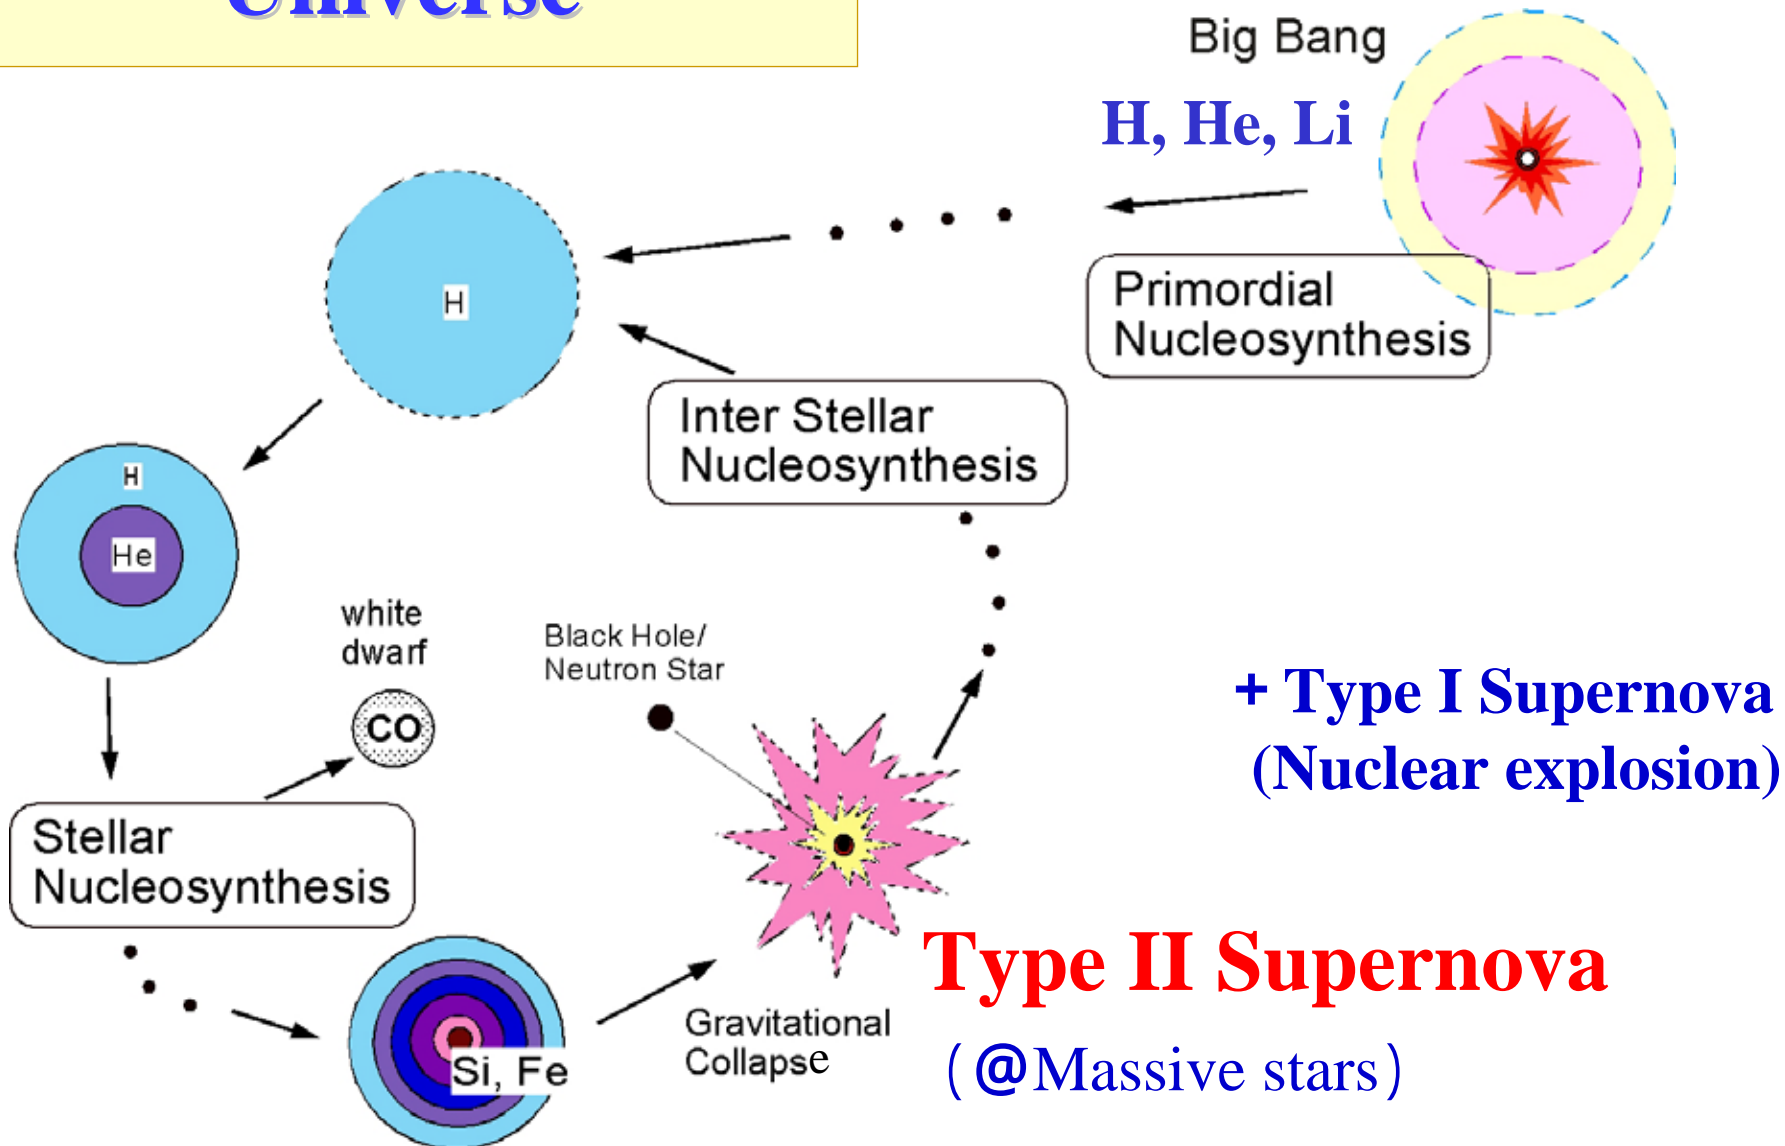 Universe
Big Bang
H, He, Li
H
Primordial
Nucleosynthesis
Inter Stellar
Nucleosynthesis
H
He
white
dwarf
CO
Black Hole/
Neutron Star
+ Type I Supernova
(Nuclear explosion)
Stellar
Nucleosynthesis
Si, Fe
Gravitational
Collapse
Type II Supernova
(@Massive stars)